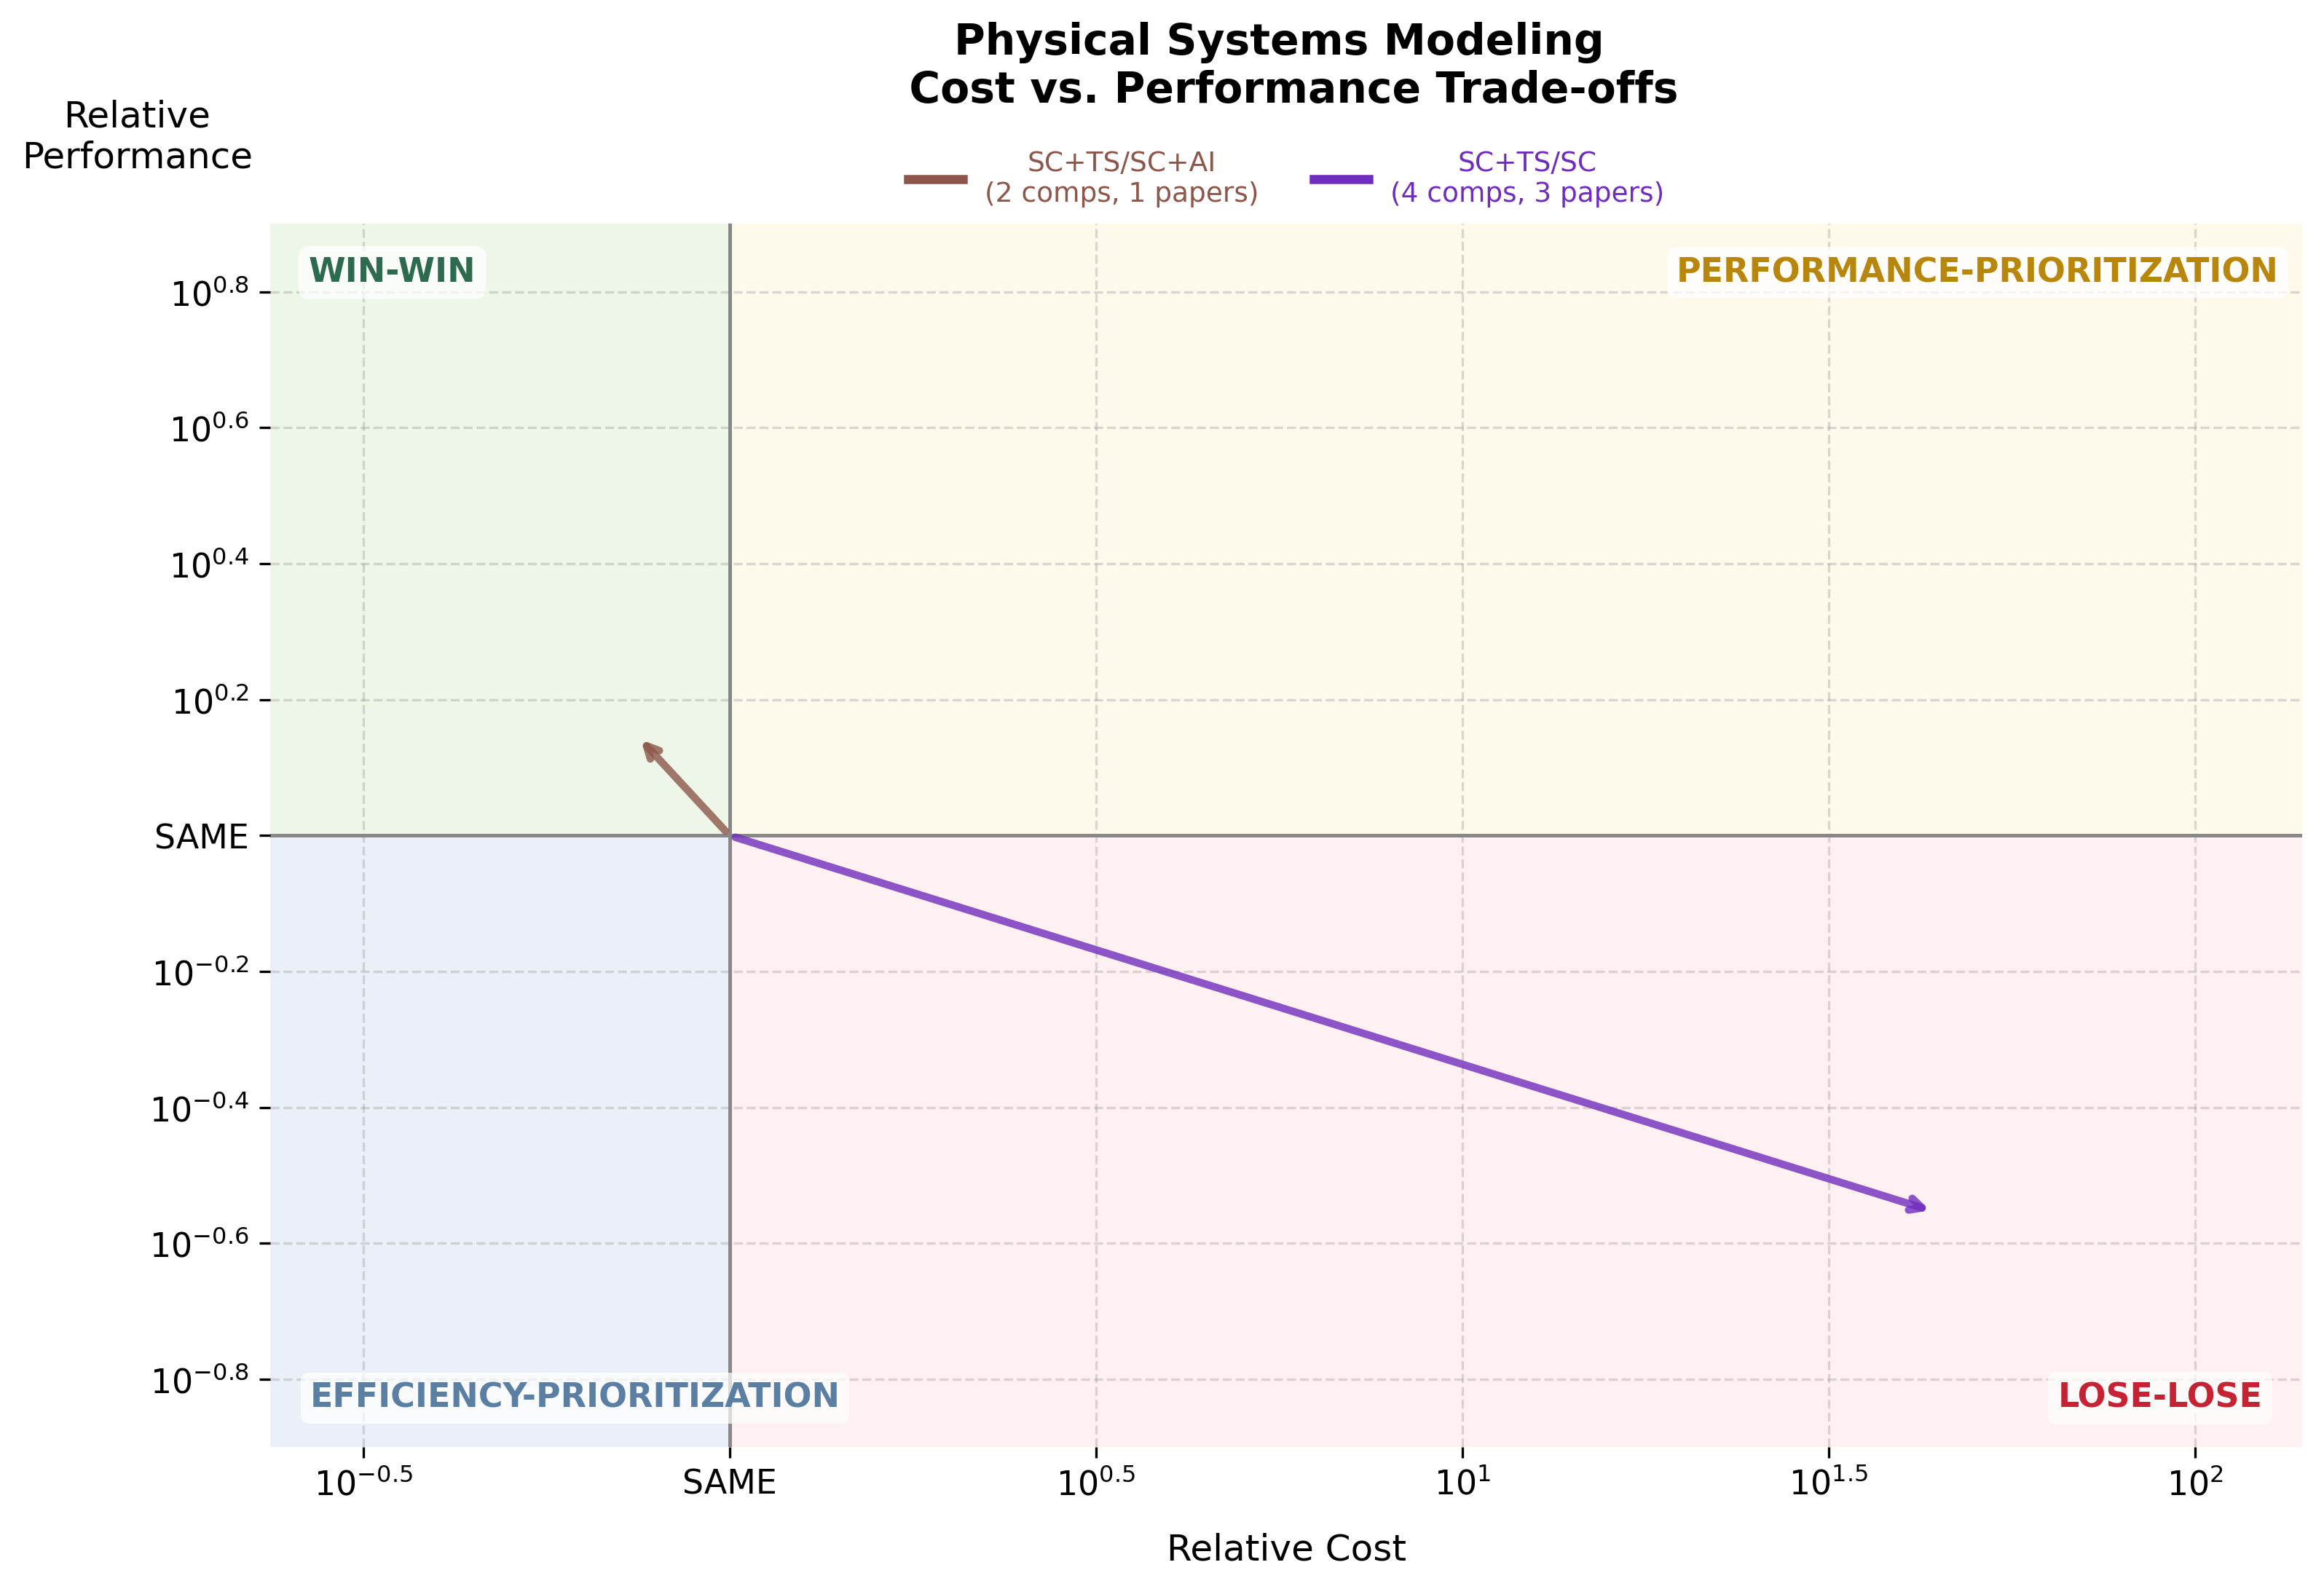 Physical Systems Modeling
Cost vs. Performance Trade-offs
Relative
Performance
SC+TS/SC+AI
(2 comps, 1 papers)
SC+TS/SC
(4 comps, 3 papers)
WIN-WIN
PERFORMANCE-PRIORITIZATION
10^0.8
10^0.6
10^0.4
10^0.2
SAME
10^−0.2
10^−0.4
10^−0.6
10^−0.8
EFFICIENCY-PRIORITIZATION
LOSE-LOSE
10^−0.5
SAME
10^0.5
10^1
10^1.5
10^2
Relative Cost